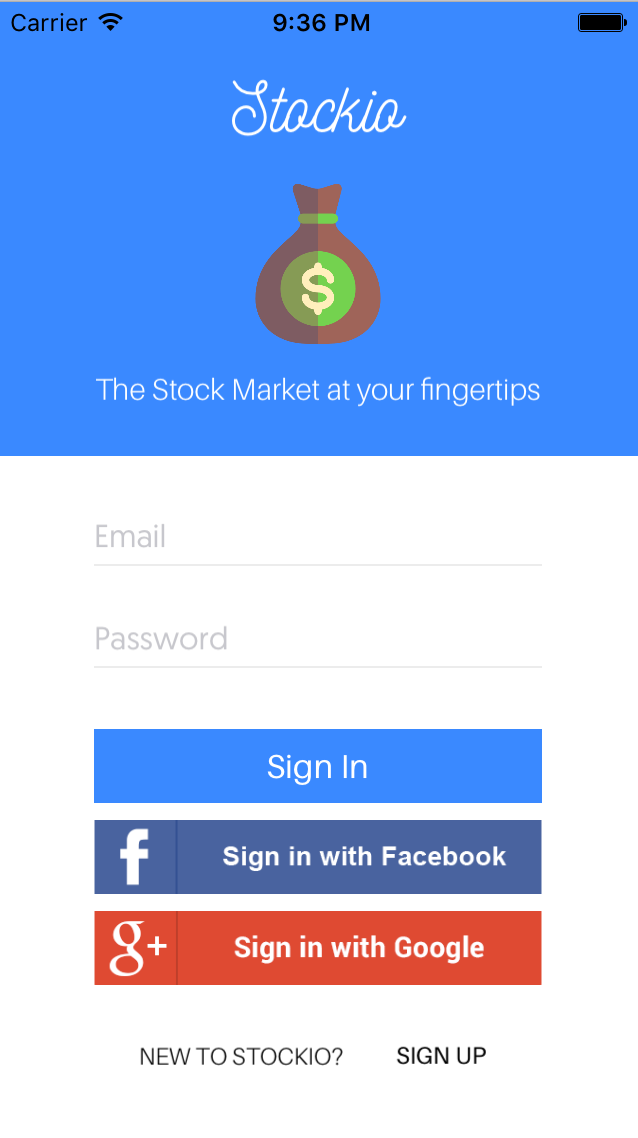 Carrier 9:36 PM
Stockio
$
The Stock Market at your fingertips
Email
Password
Sign In
f Sign in with Facebook
g+ Sign in with Google
NEW TO STOCKIO? SIGN UP